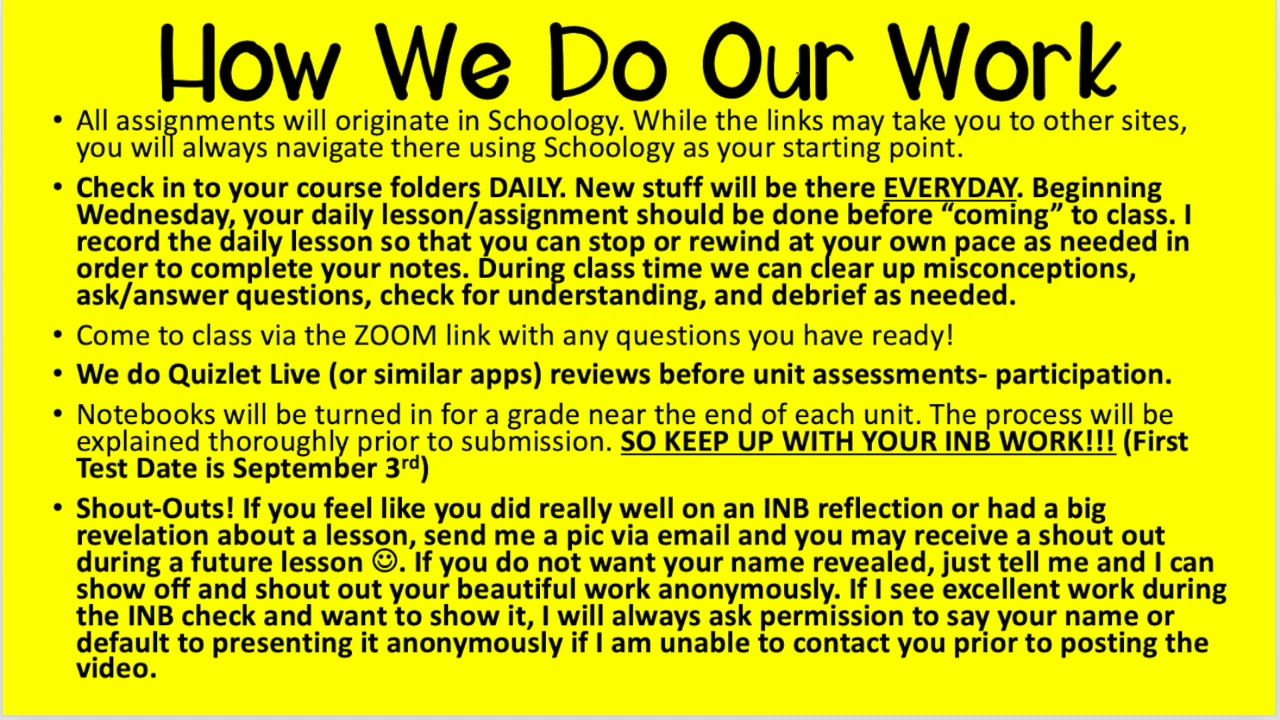 How We Do Our Work
• All assignments will originate in Schoology. While the links may take you to other sites,
you will always navigate there using Schoology as your starting point.
• Check in to your course folders DAILY. New stuff will be there EVERYDAY. Beginning
Wednesday, your daily lesson/assignment should be done before “coming” to class. I
record the daily lesson so that you can stop or rewind at your own pace as needed in
order to complete your notes. During class time we can clear up misconceptions,
ask/answer questions, check for understanding, and debrief as needed.
• Come to class via the ZOOM link with any questions you have ready!
• We do Quizlet Live (or similar apps) reviews before unit assessments- participation.
• Notebooks will be turned in for a grade near the end of each unit. The process will be
explained thoroughly prior to submission. SO KEEP UP WITH YOUR INB WORK!!! (First
Test Date is September 3rd)
• Shout-Outs! If you feel like you did really well on an INB reflection or had a big
revelation about a lesson, send me a pic via email and you may receive a shout out
during a future lesson ☺. If you do not want your name revealed, just tell me and I can
show off and shout out your beautiful work anonymously. If I see excellent work during
the INB check and want to show it, I will always ask permission to say your name or
default to presenting it anonymously if I am unable to contact you prior to posting the
video.